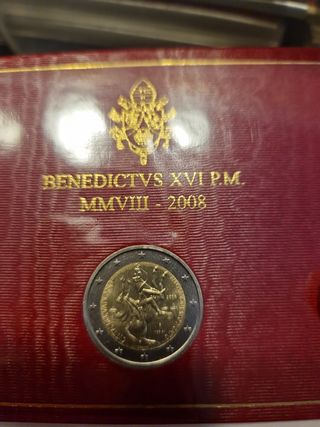 BENEDICTVS XVI P.M.
MMVIII - 2008